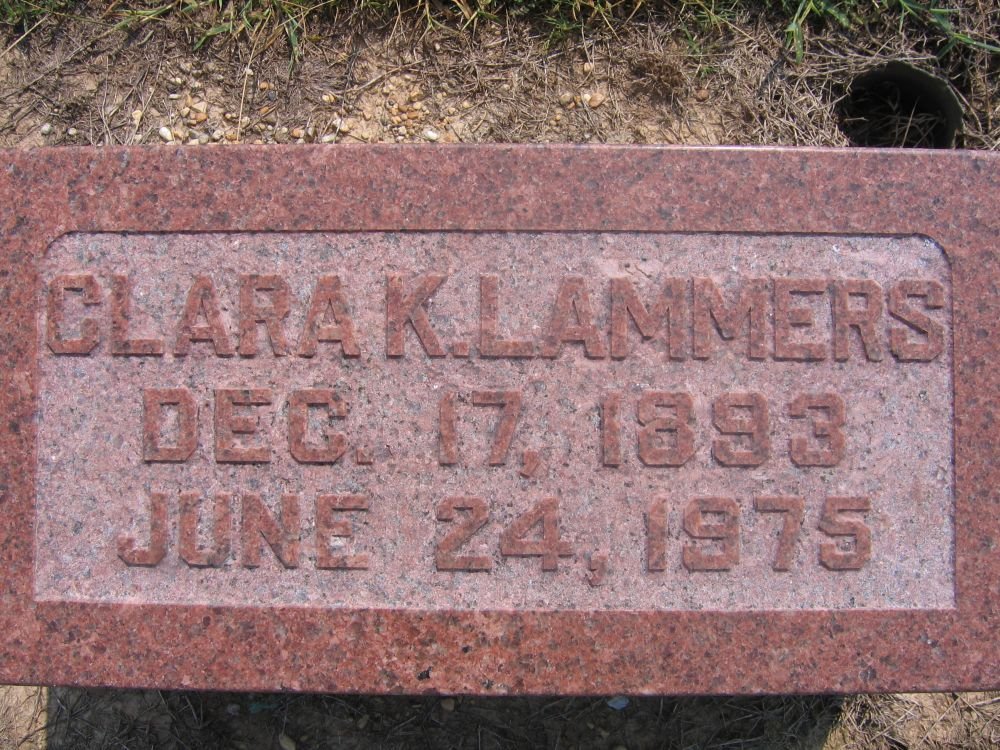 CLARA K. LAMMERS
DEC. 17, 1893
JUNE 24, 1975